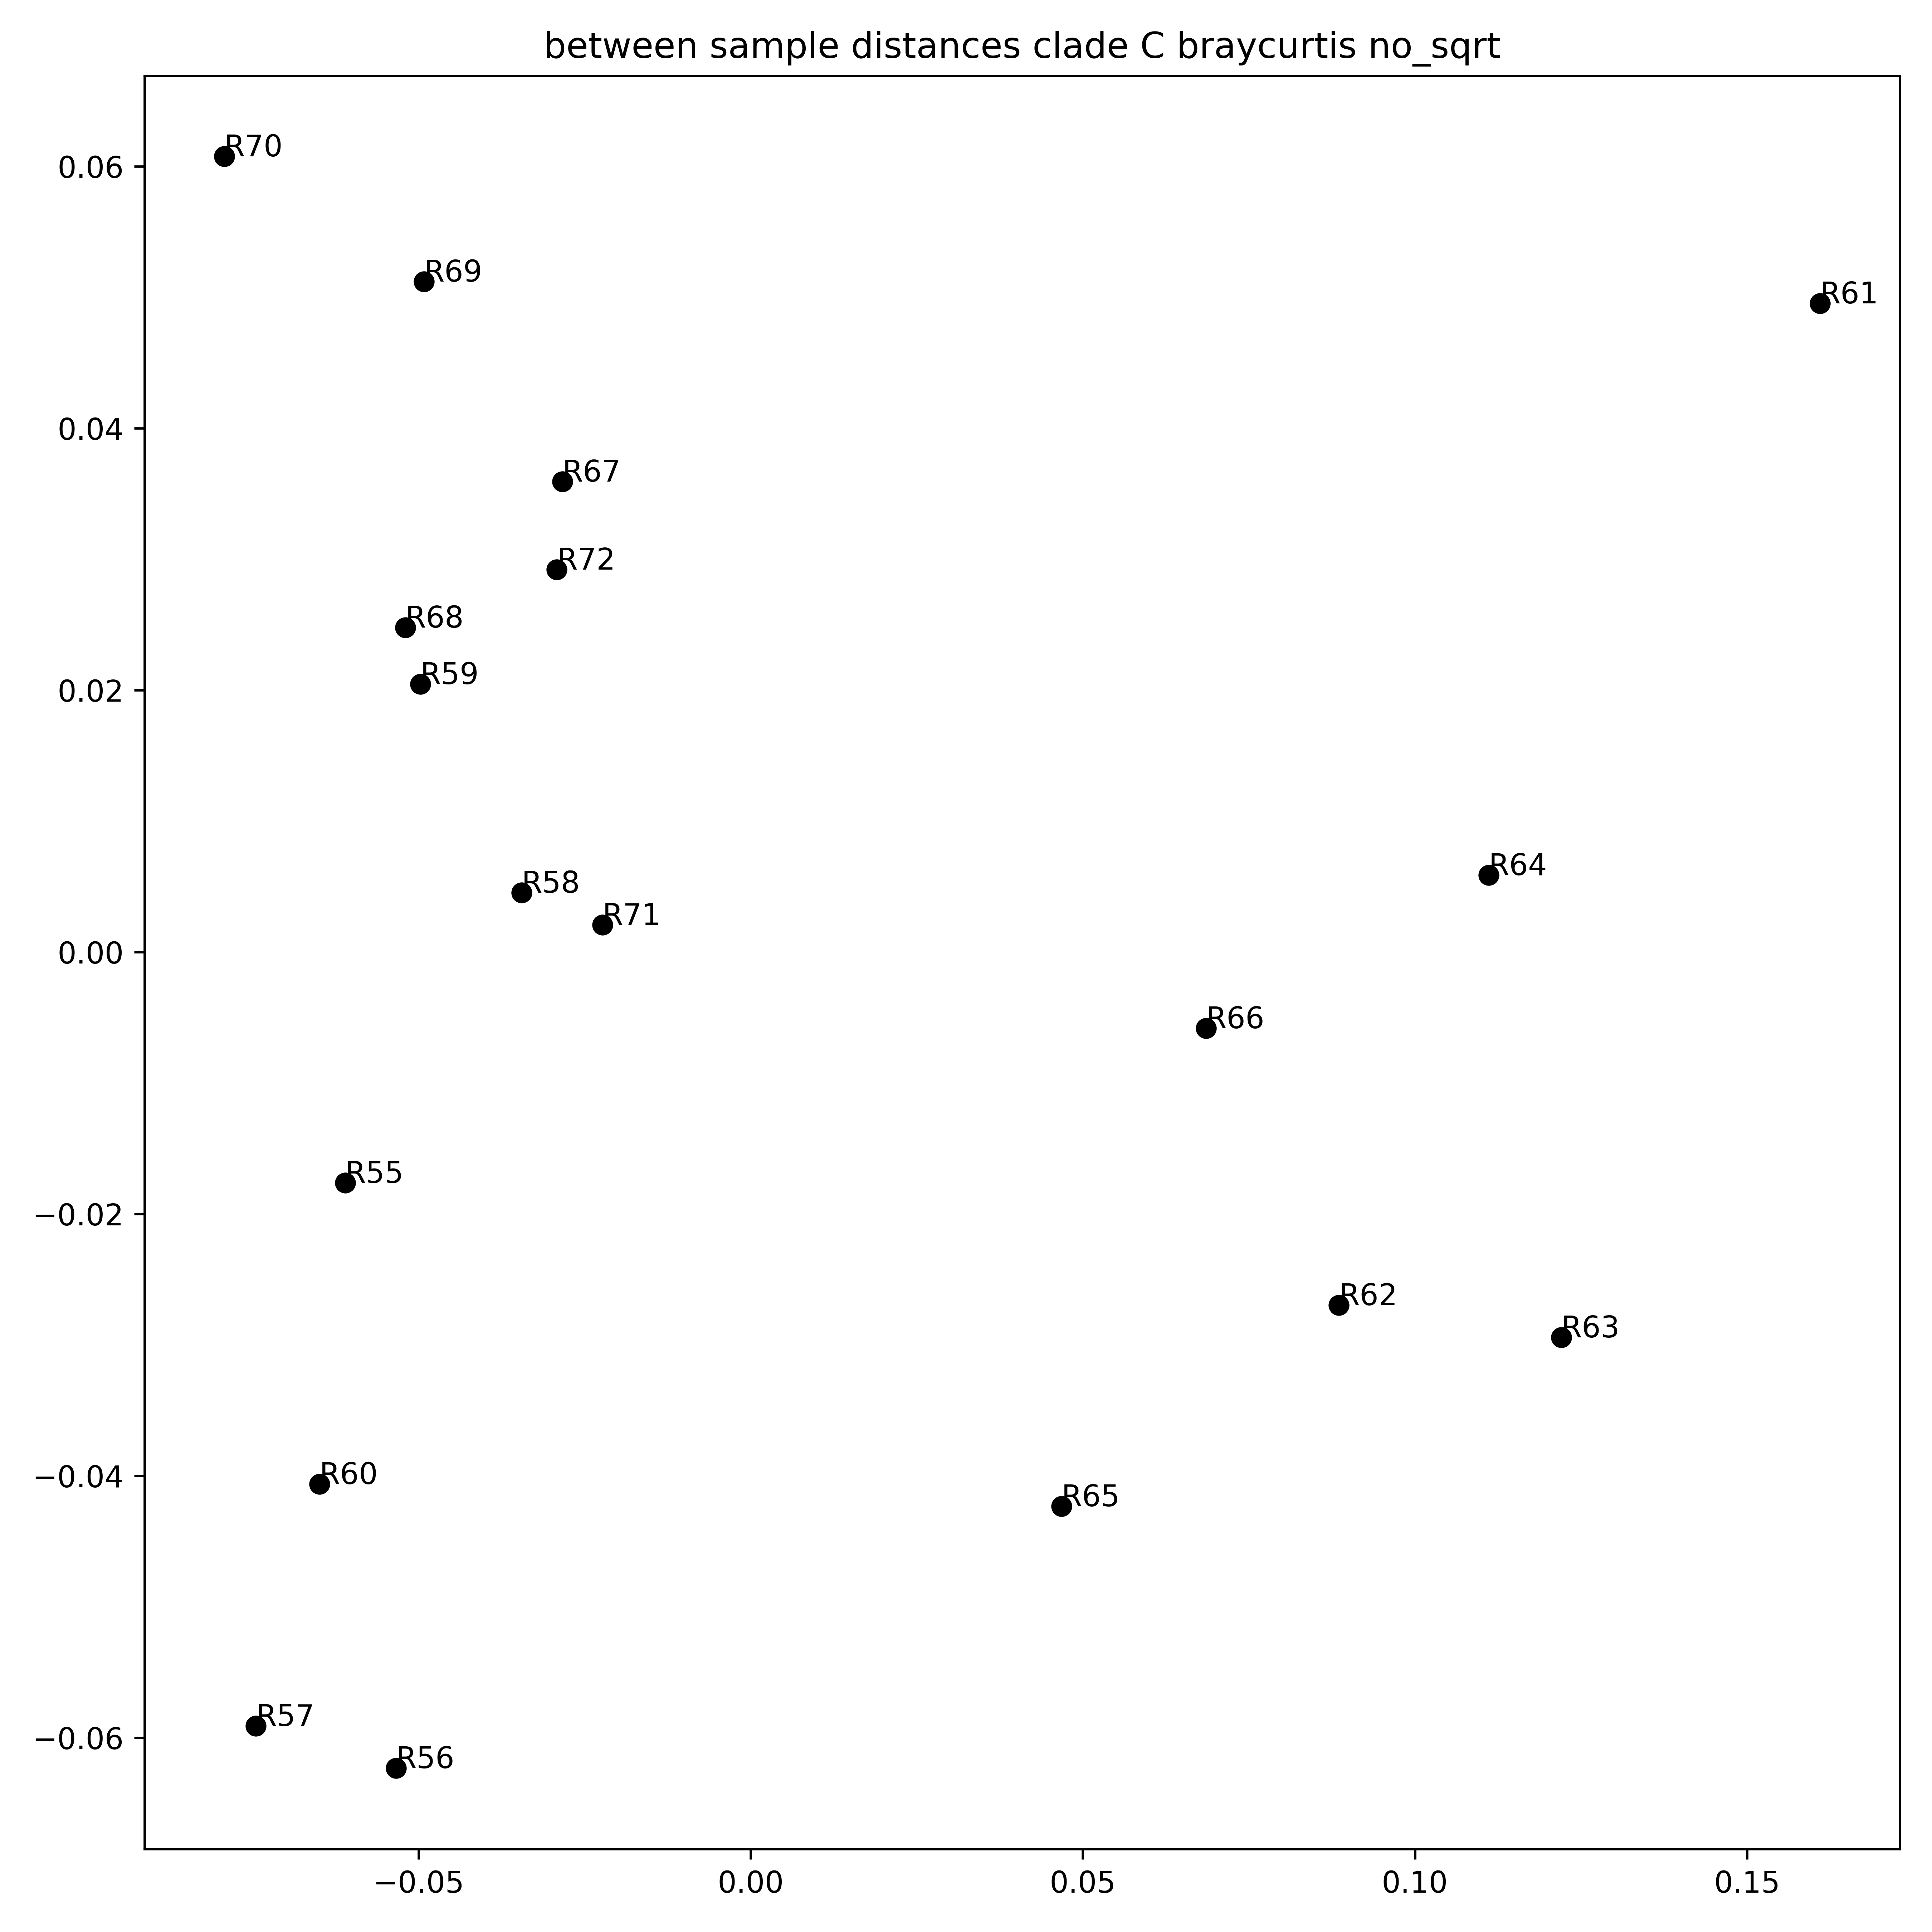 between sample distances clade C braycurtis no_sqrt
R70
0.06
R69
R61
0.04
R67
R72
R68
R59
0.02
R64
R58
R71
0.00
R66
R55
−0.02
R62
R63
R60
−0.04
R65
R57
−0.06
R56
−0.05
0.00
0.05
0.10
0.15